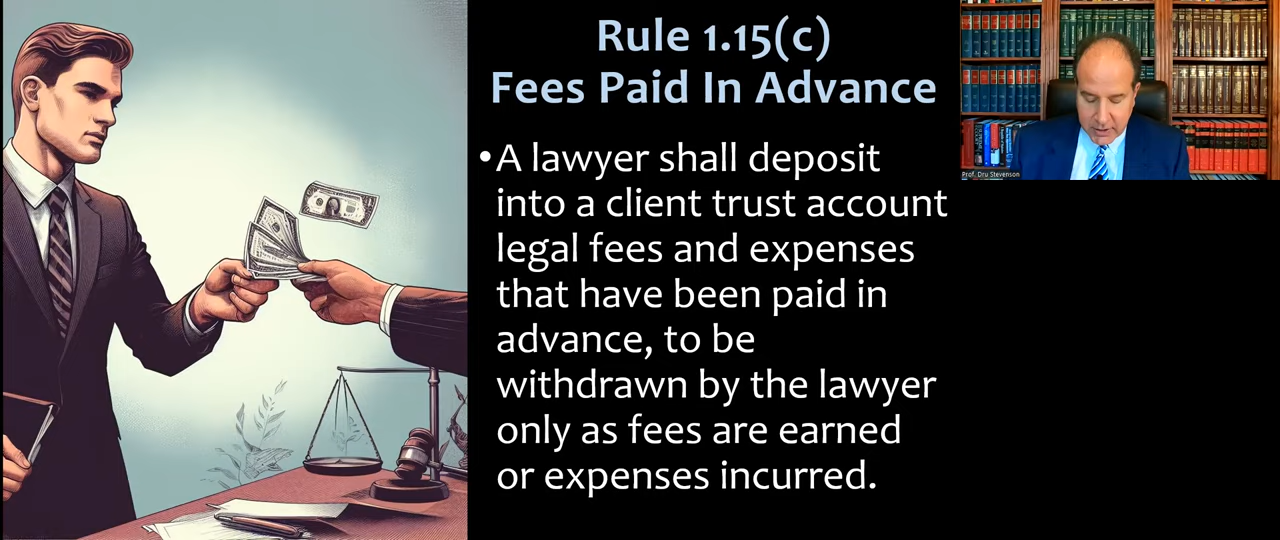 Rule 1.15(c)
Fees Paid In Advance
•A lawyer shall deposit
into a client trust account
legal fees and expenses
that have been paid in
advance, to be
withdrawn by the lawyer
only as fees are earned
or expenses incurred.
Prof. Dru Stevenson